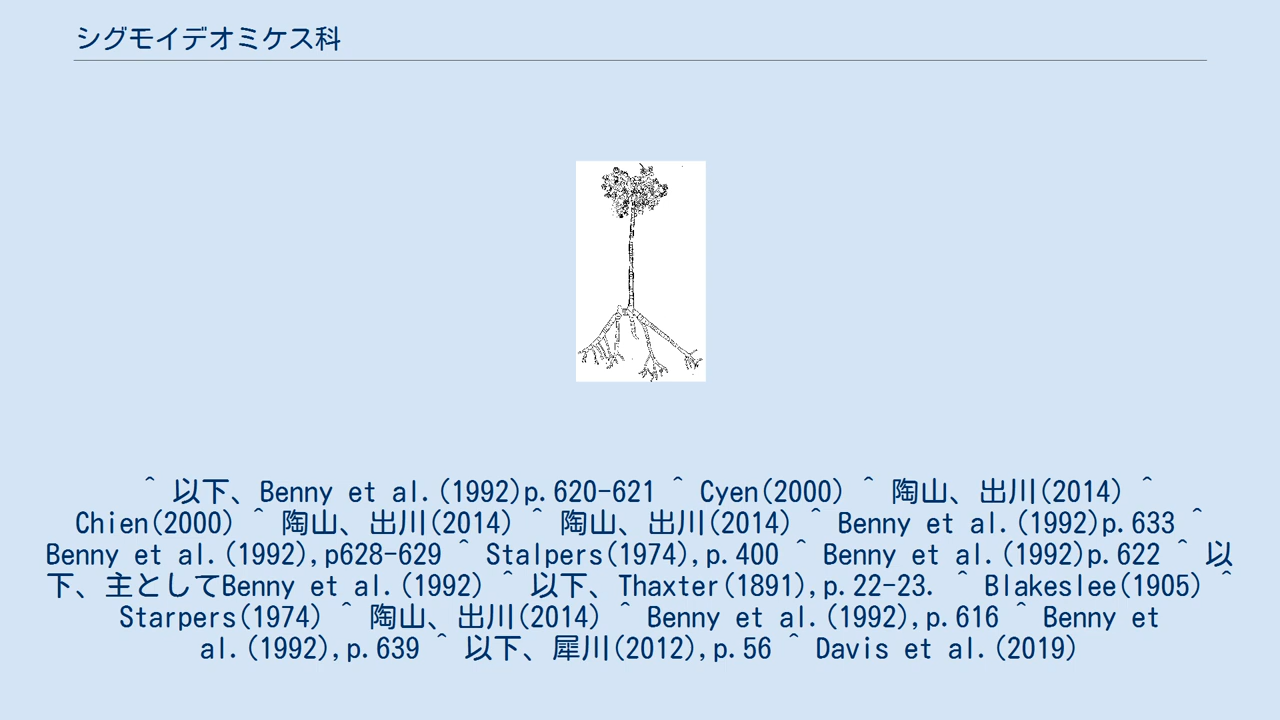 シグモイデオミケス科
^ 以下、Benny et al.(1992)p.620-621 ^ Cyen(2000) ^ 陶山、出川(2014) ^
Chien(2000) ^ 陶山、出川(2014) ^ 陶山、出川(2014) ^ Benny et al.(1992)p.633 ^
Benny et al.(1992),p628-629 ^ Stalpers(1974),p.400 ^ Benny et al.(1992)p.622 ^ 以
下、主としてBenny et al.(1992) ^ 以下、Thaxter(1891),p.22-23. ^ Blakeslee(1905) ^
Starpers(1974) ^ 陶山、出川(2014) ^ Benny et al.(1992),p.616 ^ Benny et
al.(1992),p.639 ^ 以下、犀川(2012),p.56 ^ Davis et al.(2019)